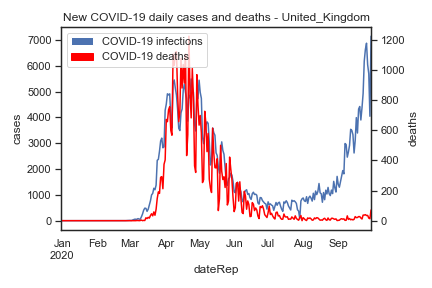 New COVID-19 daily cases and deaths - United_Kingdom
COVID-19 infections
COVID-19 deaths
7000
6000
5000
4000
3000
2000
1000
0
cases
1200
1000
800
600
400
200
0
deaths
Jan Feb Mar Apr May Jun Jul Aug Sep
2020
dateRep